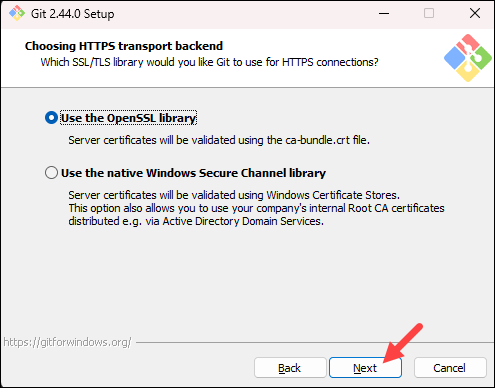 Git 2.44.0 Setup
Choosing HTTPS transport backend
Which SSL/TLS library would you like Git to use for HTTPS connections?
Use the OpenSSL library
Server certificates will be validated using the ca-bundle.crt file.
Use the native Windows Secure Channel library
Server certificates will be validated using Windows Certificate Stores.
This option also allows you to use your company's internal Root CA certificates
distributed e.g. via Active Directory Domain Services.
https://gitforwindows.org/
Back Next Cancel